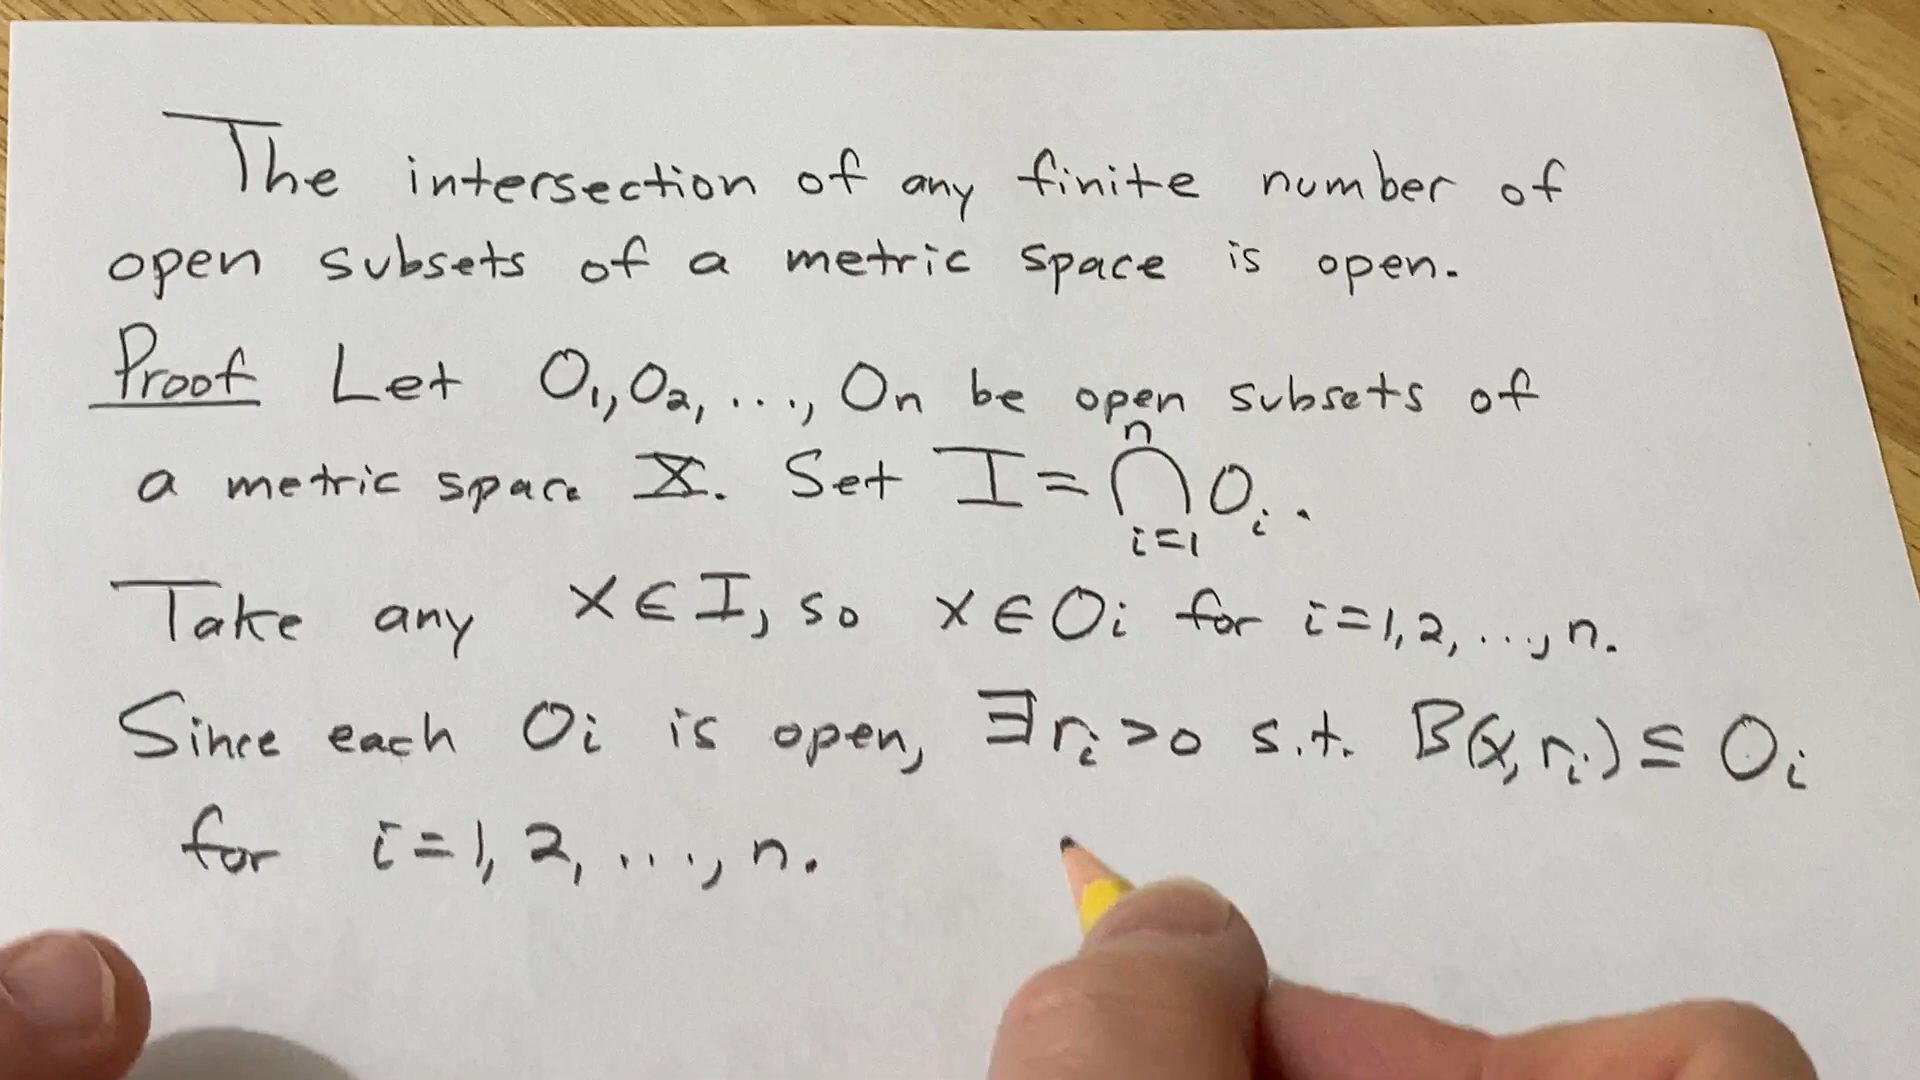 The intersection of any finite number of
open subsets of a metric space is open.
Proof Let O₁, O₂, ..., Oₙ be open subsets of
a metric space X. Set I = ⋂ᵢ₌₁ⁿ Oᵢ.
Take any x ∈ I, so x ∈ Oᵢ for i = 1, 2, ..., n.
Since each Oᵢ is open, ∃ rᵢ > 0 s.t. B(x, rᵢ) ⊆ Oᵢ
for i = 1, 2, ..., n.